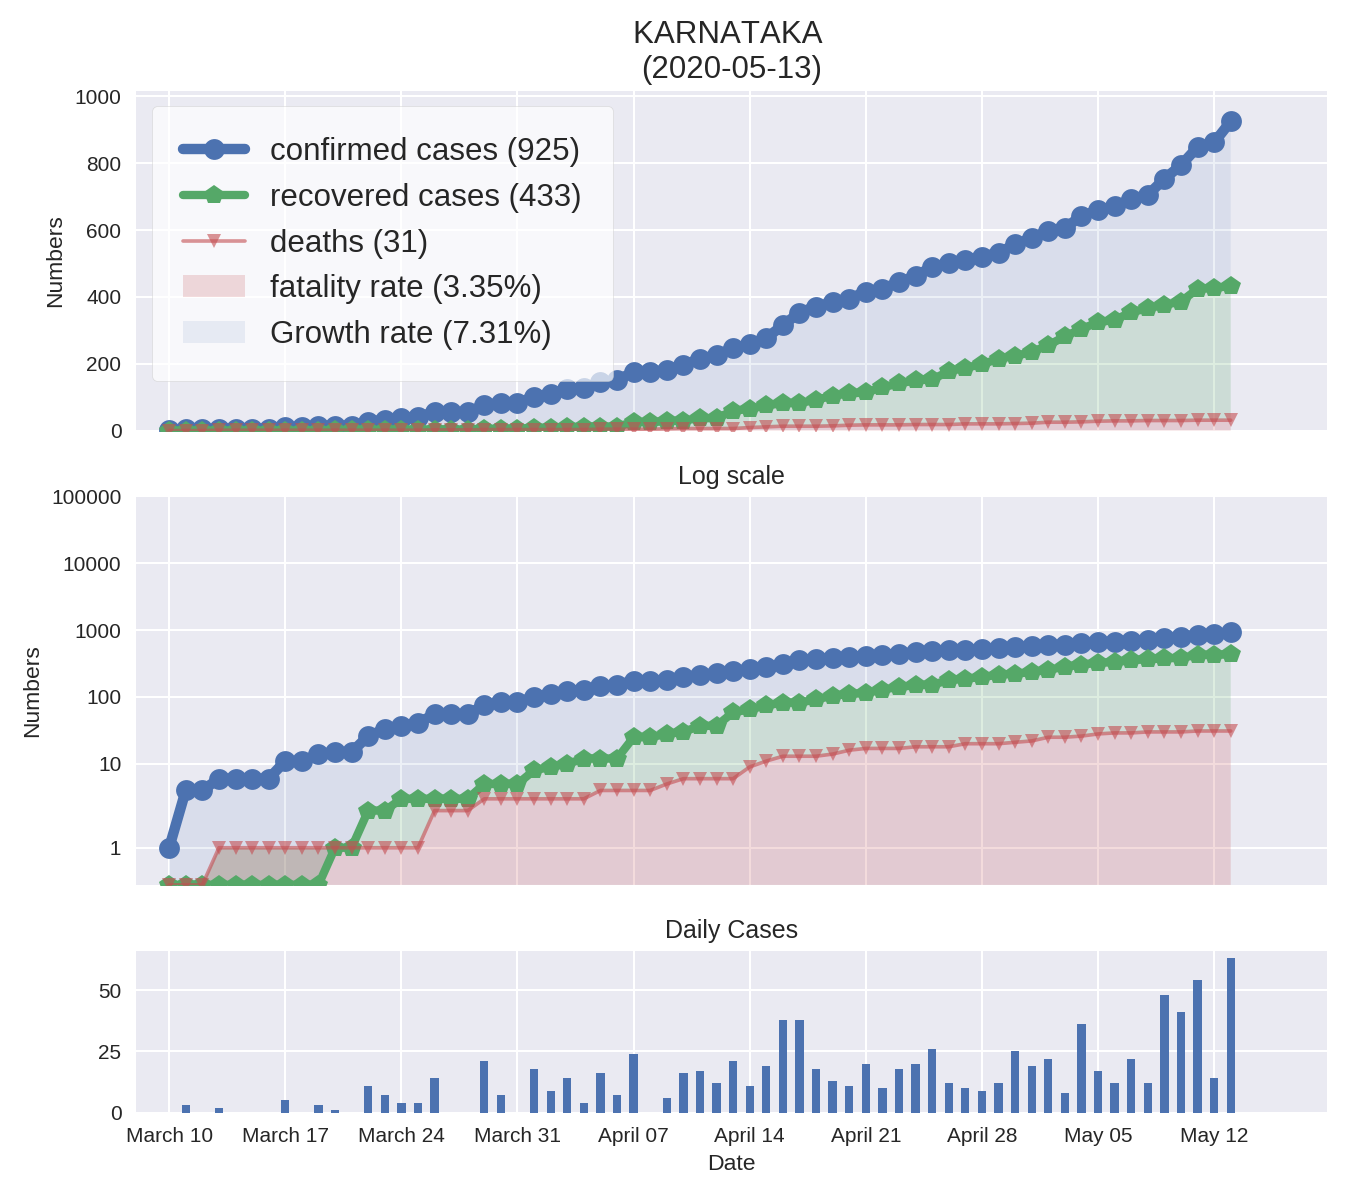 KARNATAKA
(2020-05-13)
1000
800
600
400
200
0
Numbers
confirmed cases (925)
recovered cases (433)
deaths (31)
fatality rate (3.35%)
Growth rate (7.31%)
Log scale
100000
10000
1000
100
10
1
Numbers
Daily Cases
50
25
0
March 10 March 17 March 24 March 31 April 07 April 14 April 21 April 28 May 05 May 12
Date